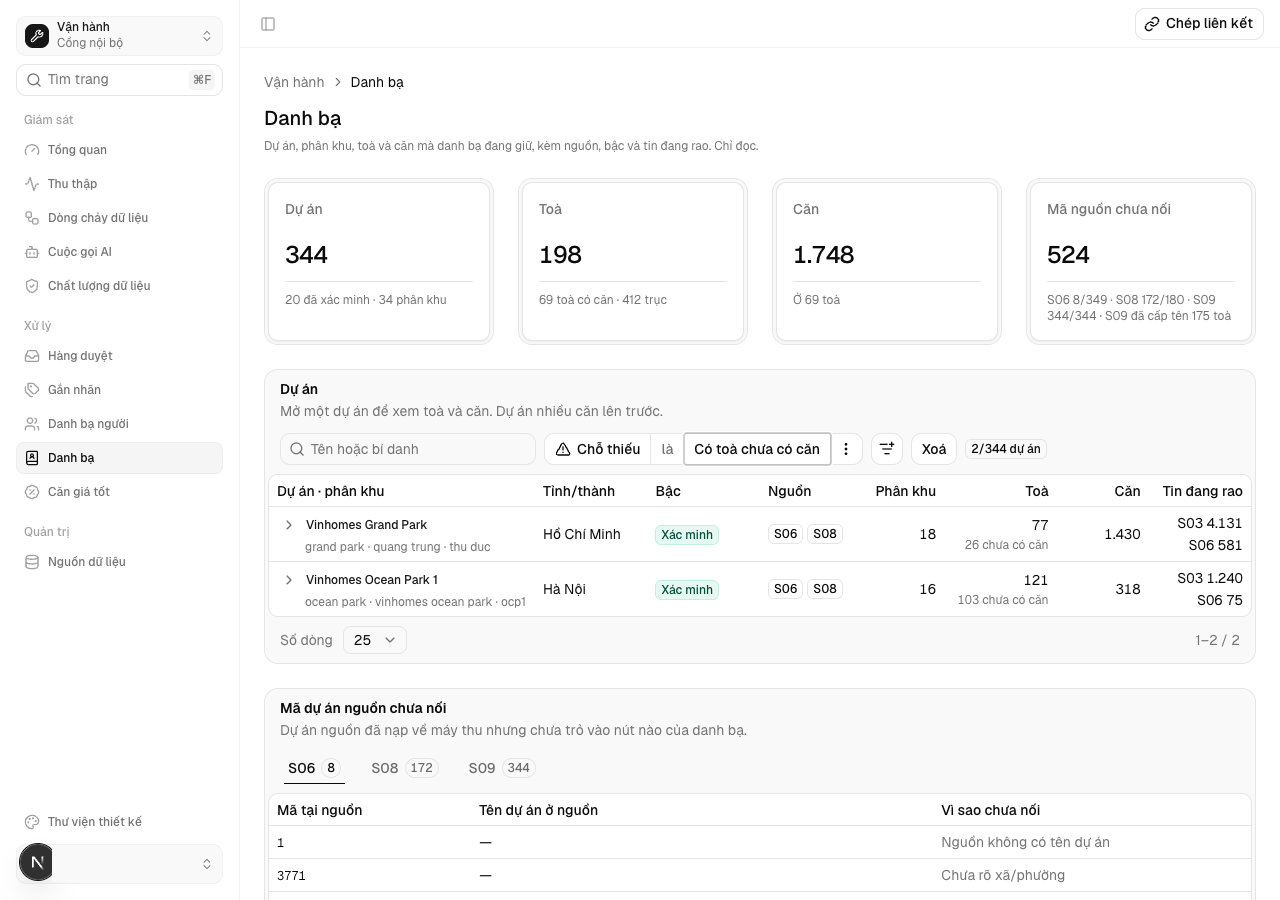 Vận hành
Cổng nội bộ
Tìm trang
⌘F
Giám sát
Tổng quan
Thu thập
Dòng chảy dữ liệu
Cuộc gọi AI
Chất lượng dữ liệu
Xử lý
Hàng duyệt
Gắn nhãn
Danh bạ người
Danh bạ
Căn giá tốt
Quản trị
Nguồn dữ liệu
Thư viện thiết kế
N
Chép liên kết
Vận hành > Danh bạ
Danh bạ
Dự án, phân khu, toà và căn mà danh bạ đang giữ, kèm nguồn, bậc và tin đang rao. Chỉ đọc.
Dự án
344
20 đã xác minh · 34 phân khu
Toà
198
69 toà có căn · 412 trục
Căn
1.748
Ở 69 toà
Mã nguồn chưa nối
524
S06 8/349 · S08 172/180 · S09
344/344 · S09 đã cấp tên 175 toà
Dự án
Mở một dự án để xem toà và căn. Dự án nhiều căn lên trước.
Tên hoặc bí danh
Chỗ thiếu là Có toà chưa có căn
Xoá
2/344 dự án
Dự án · phân khu Tỉnh/thành Bậc Nguồn Phân khu Toà Căn Tin đang rao
Vinhomes Grand Park Hồ Chí Minh Xác minh S06 S08 18 77 1.430 S03 4.131
grand park · quang trung · thu duc 26 chưa có căn S06 581
Vinhomes Ocean Park 1 Hà Nội Xác minh S06 S08 16 121 318 S03 1.240
ocean park · vinhomes ocean park · ocp1 103 chưa có căn S06 75
Số dòng 25 1–2 / 2
Mã dự án nguồn chưa nối
Dự án nguồn đã nạp về máy thu nhưng chưa trỏ vào nút nào của danh bạ.
S06 8 S08 172 S09 344
Mã tại nguồn Tên dự án ở nguồn Vì sao chưa nối
1 — Nguồn không có tên dự án
3771 — Chưa rõ xã/phường